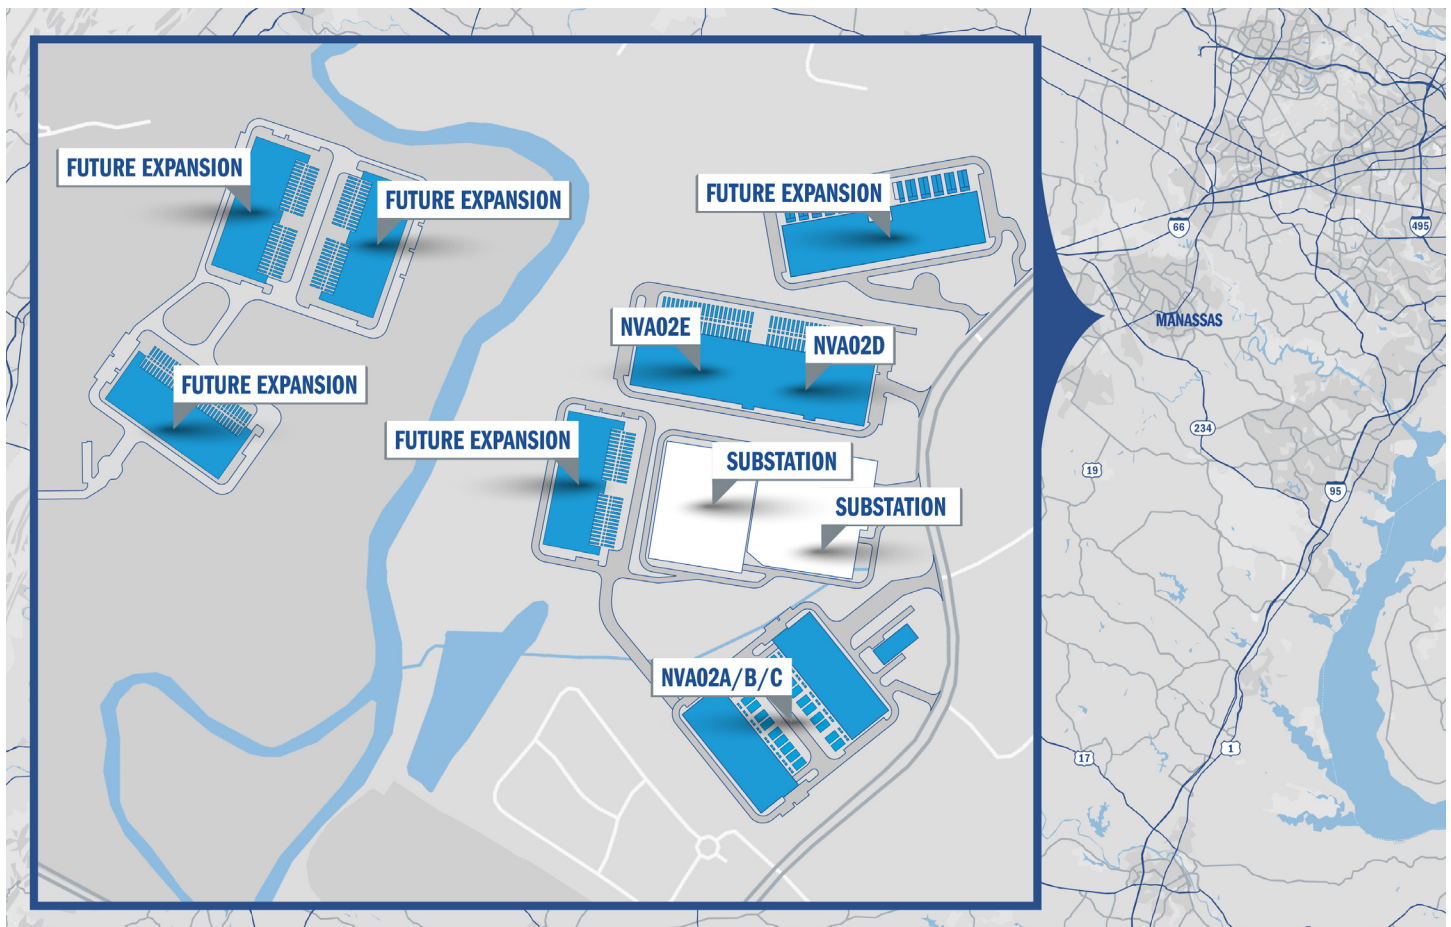 FUTURE EXPANSION
FUTURE EXPANSION
FUTURE EXPANSION
66
495
NVA02E
MANASSAS
NVA02D
FUTURE EXPANSION
234
FUTURE EXPANSION
SUBSTATION
19
95
SUBSTATION
NVA02A/B/C
1
17